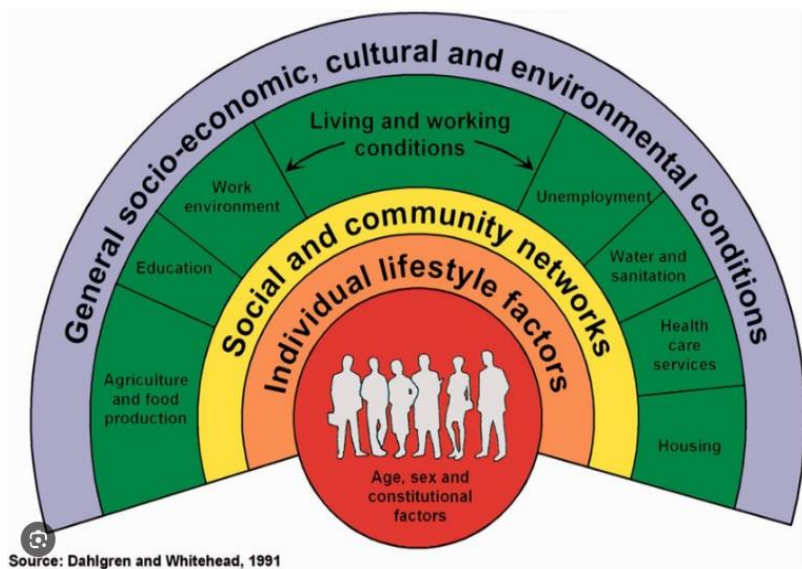 General socio-economic, cultural and environmental conditions
Living and working
conditions
Work
environment
Unemployment
Education
Water and
sanitation
Agriculture
and food
production
Health
care
services
Housing
Social and community networks
Individual lifestyle factors
Age, sex and
constitutional
factors
Source: Dahlgren and Whitehead, 1991